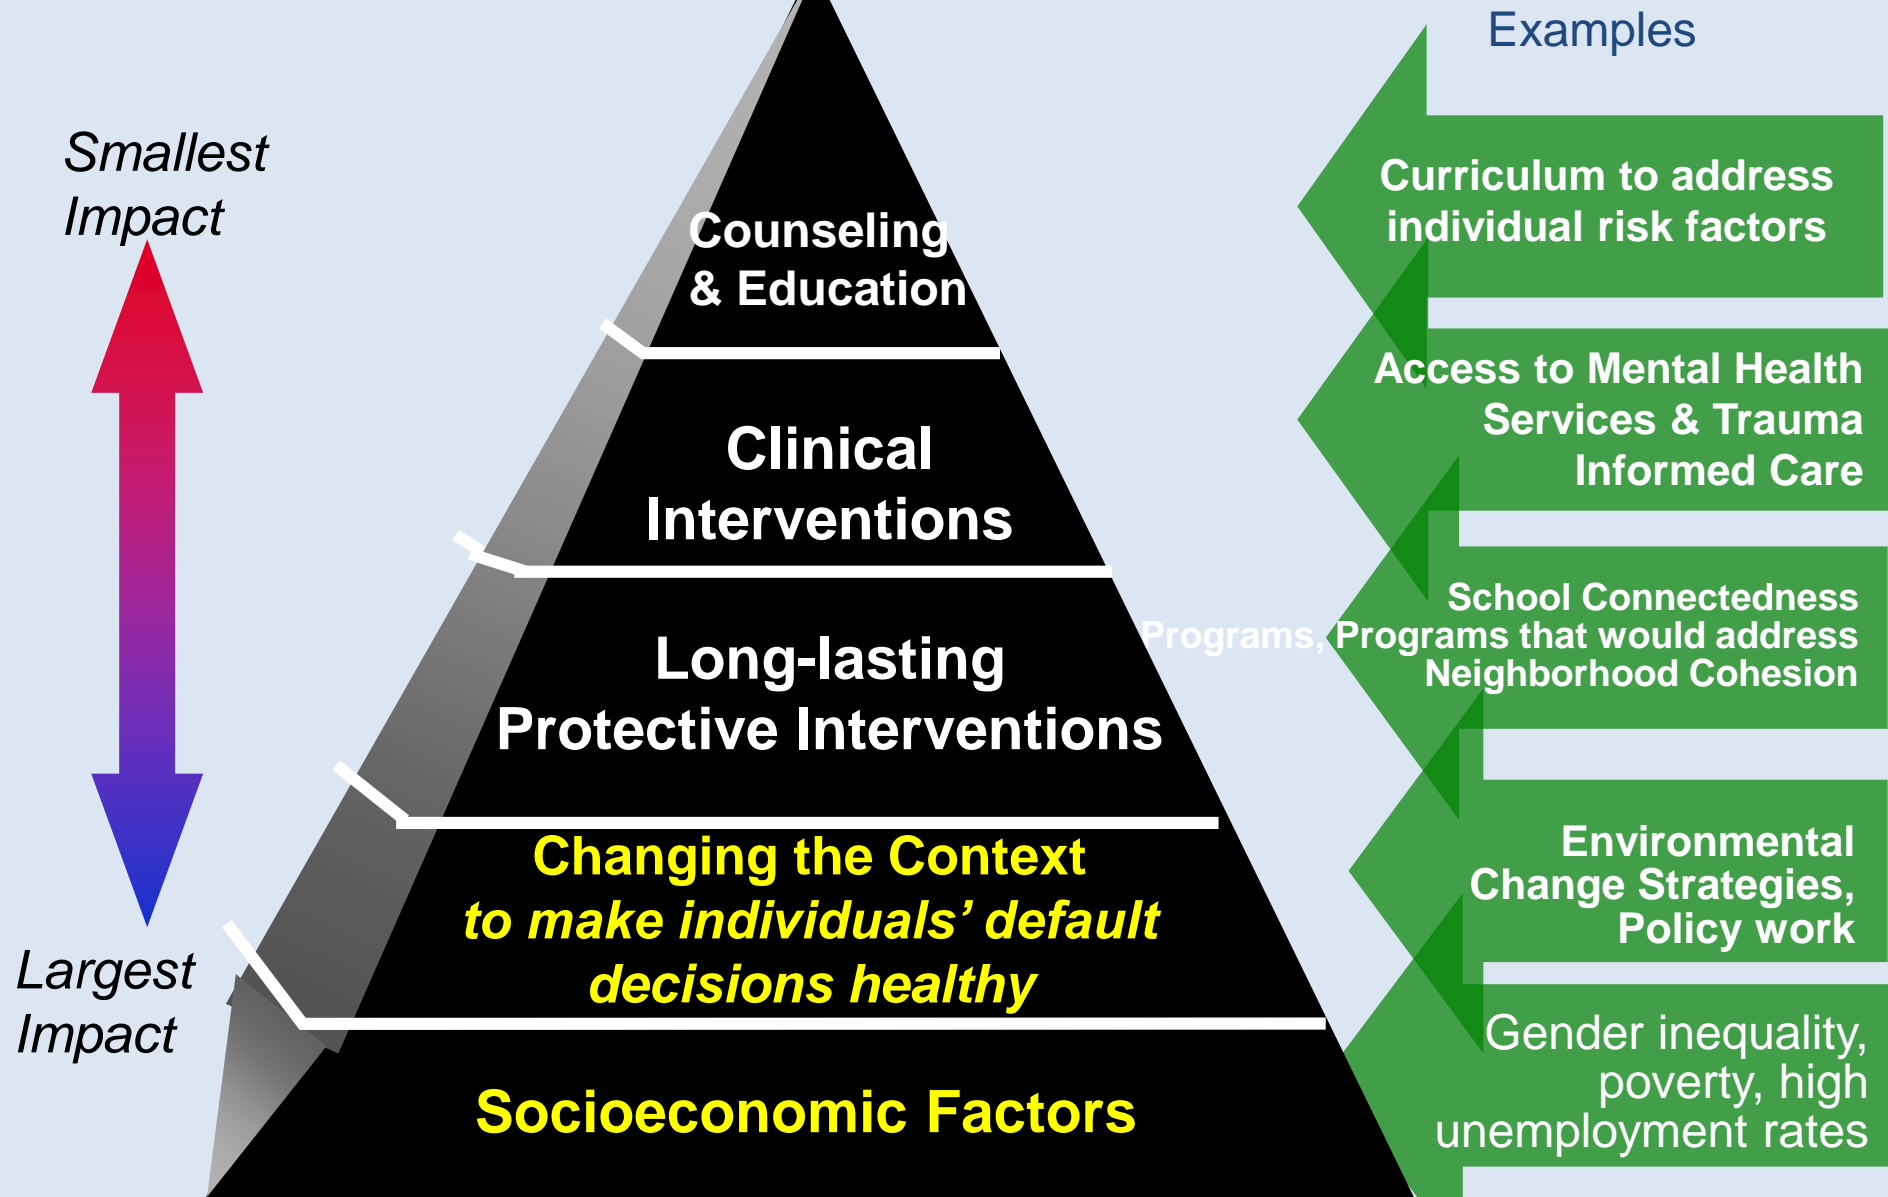 Examples
Smallest
Impact
Counseling
& Education
Curriculum to address
individual risk factors
Clinical
Interventions
Access to Mental Health
Services & Trauma
Informed Care
Long-lasting
Protective Interventions
School Connectedness
Programs, Programs that would address
Neighborhood Cohesion
Changing the Context
to make individuals’ default
decisions healthy
Environmental
Change Strategies,
Policy work
Largest
Impact
Socioeconomic Factors
Gender inequality,
poverty, high
unemployment rates